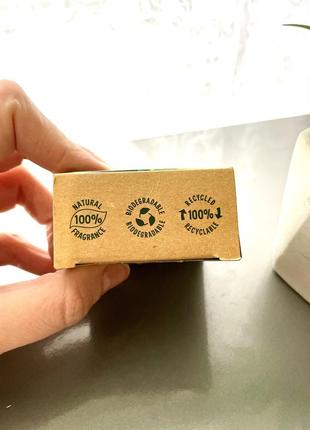 NATURAL
100%
FRAGRANCE
BIODEGRADABLE
BIODEGRADABLE
RECYCLED
100%
RECYCLABLE